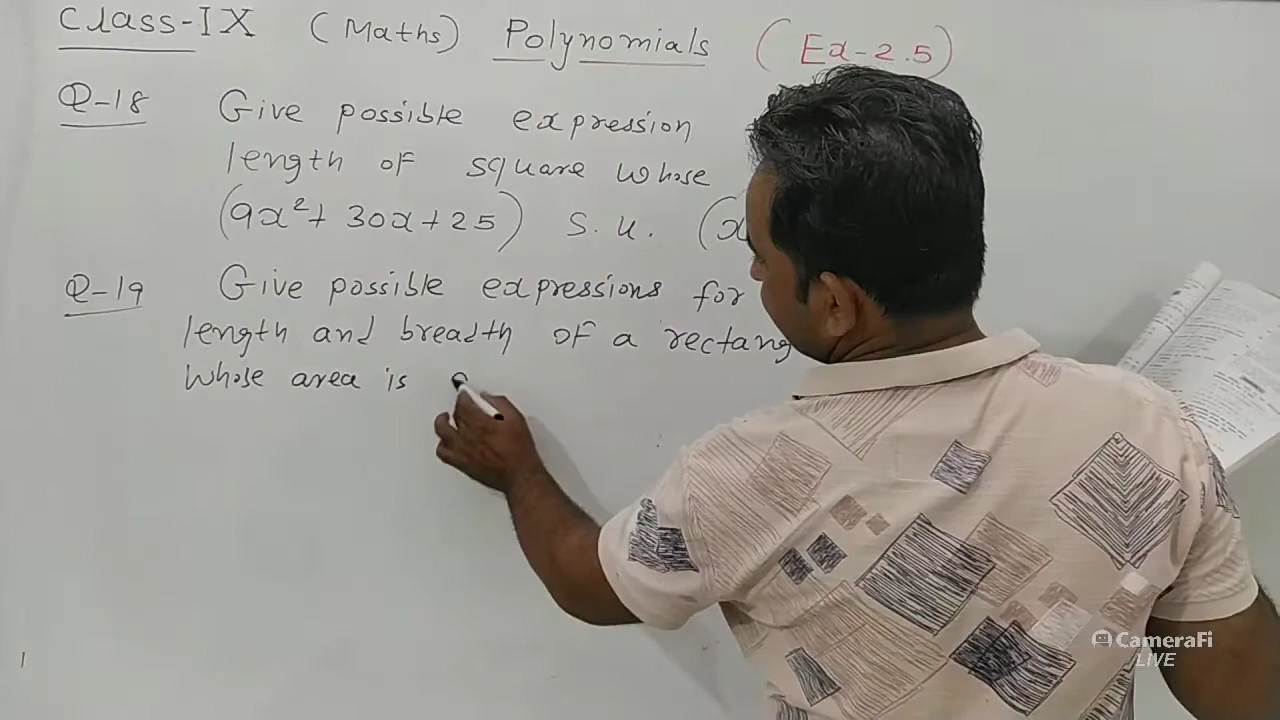 Class-IX (Maths) Polynomials (Ex-2.5)
Q-18 Give possible expression
length of square whose
(9x²+30x+25) S.U. (x
Q-19 Give possible expressions for
length and breadth of a rectang
whose area is
CameraFi
LIVE